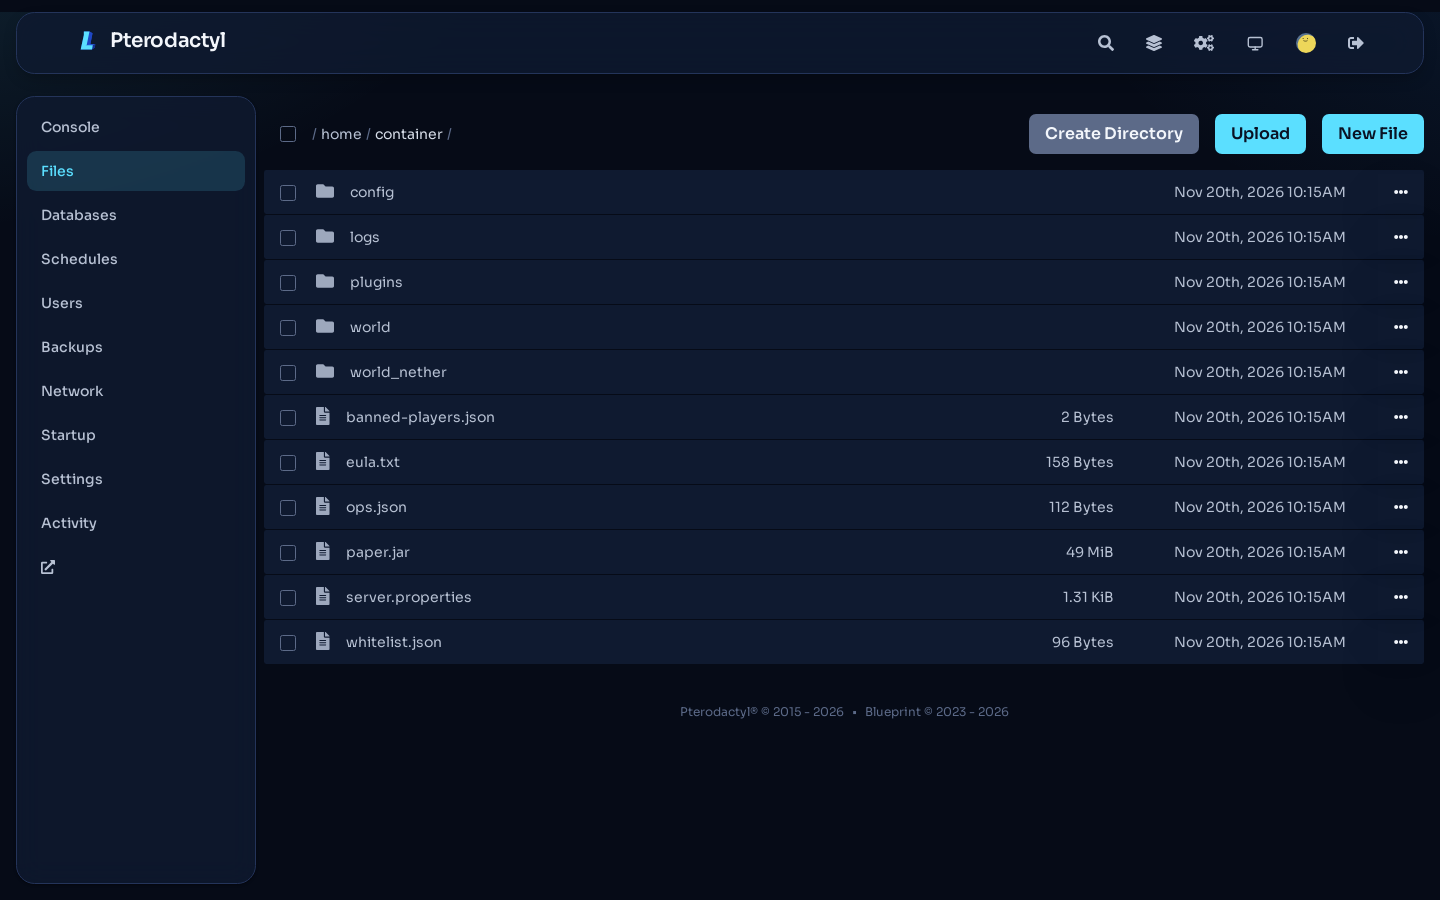 Pterodactyl
Console
Files
Databases
Schedules
Users
Backups
Network
Startup
Settings
Activity
/ home / container /
Create Directory
Upload
New File
config Nov 20th, 2026 10:15AM
logs Nov 20th, 2026 10:15AM
plugins Nov 20th, 2026 10:15AM
world Nov 20th, 2026 10:15AM
world_nether Nov 20th, 2026 10:15AM
banned-players.json 2 Bytes Nov 20th, 2026 10:15AM
eula.txt 158 Bytes Nov 20th, 2026 10:15AM
ops.json 112 Bytes Nov 20th, 2026 10:15AM
paper.jar 49 MiB Nov 20th, 2026 10:15AM
server.properties 1.31 KiB Nov 20th, 2026 10:15AM
whitelist.json 96 Bytes Nov 20th, 2026 10:15AM
Pterodactyl® © 2015 - 2026 • Blueprint © 2023 - 2026